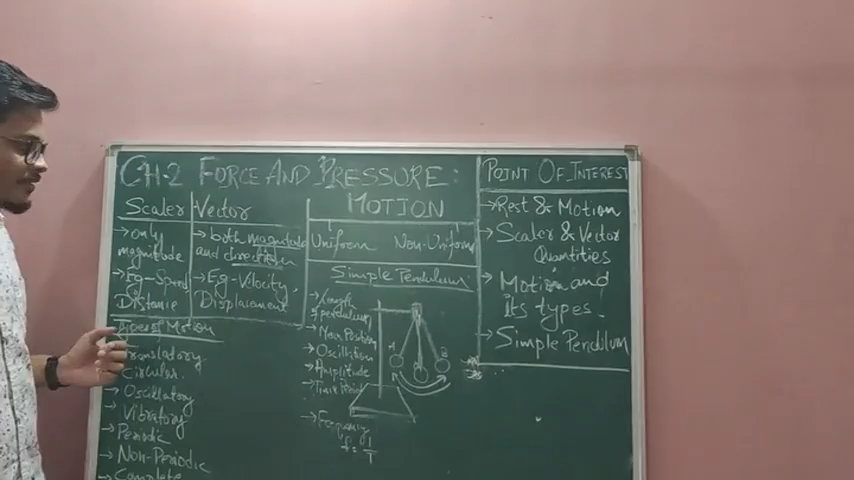 CH-2 FORCE AND PRESSURE:
MOTION
Scaler Vector
→ only
magnitude
→ Eg-Speed
Distance
→ both magnitude
and direction
→ Eg-Velocity,
Displacement
Types of Motion
Translatory
Circular
→ Oscillatory
→ Vibratory
→ Periodic
→ Non-Periodic
Uniform Non-Uniform
Simple Pendulum:
→ Length
pendulum
→ Mean Position
→ Oscillation
→ Amplitude
→ Time Period
→ Frequency
f = 1/T
A
B
POINT OF INTEREST
→ Rest & Motion
→ Scaler & Vector
Quantities
→ Motion and
its types.
→ Simple Pendulum